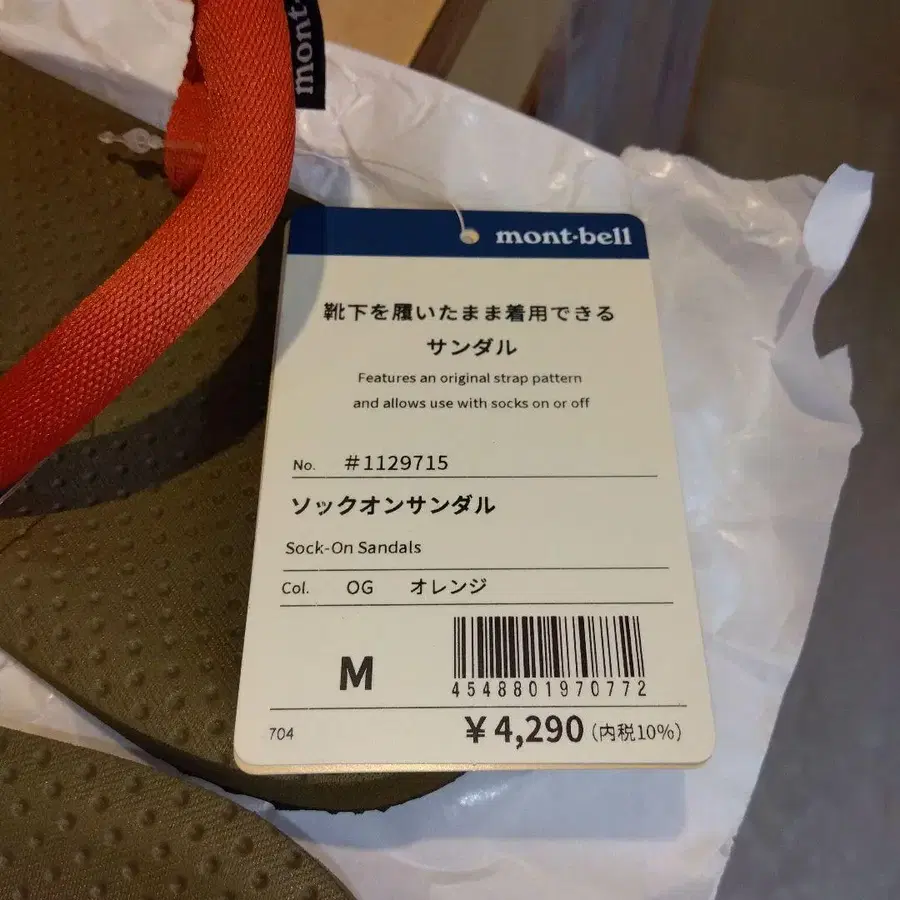 mont-
mont-bell
靴下を履いたまま着用できる
サンダル
Features an original strap pattern
and allows use with socks on or off
No. #1129715
ソックオンサンダル
Sock-On Sandals
Col. OG オレンジ
M
4548801970772
704 ¥4,290 (内税10%)